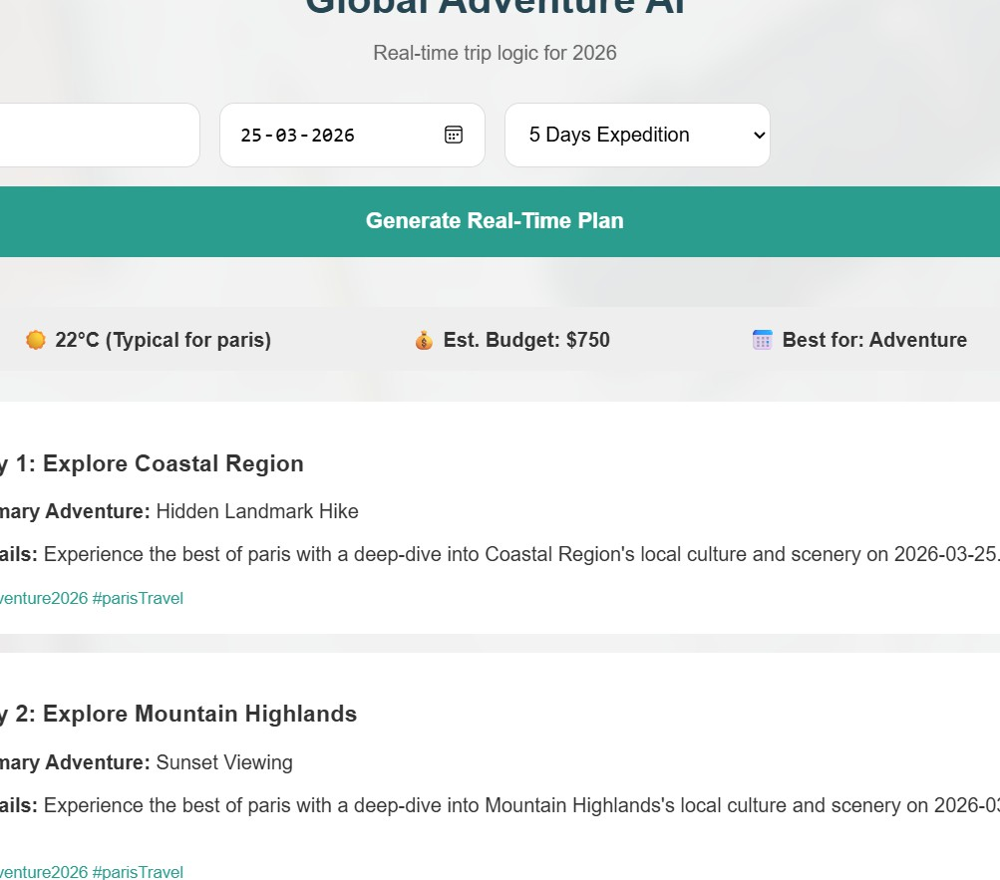 Global Adventure AI
Real-time trip logic for 2026
25-03-2026
5 Days Expedition
Generate Real-Time Plan
22°C (Typical for paris)
Est. Budget: $750
Best for: Adventure
y 1: Explore Coastal Region
mary Adventure: Hidden Landmark Hike
ails: Experience the best of paris with a deep-dive into Coastal Region's local culture and scenery on 2026-03-25.
venture2026 #parisTravel
y 2: Explore Mountain Highlands
mary Adventure: Sunset Viewing
ails: Experience the best of paris with a deep-dive into Mountain Highlands's local culture and scenery on 2026-03
venture2026 #parisTravel